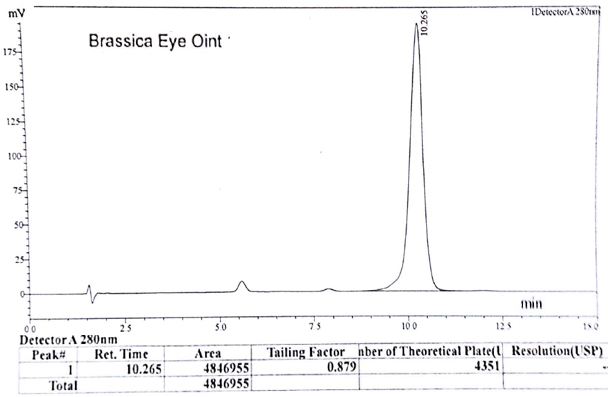 mV
1DetectorA 280nm
Brassica Eye Oint
10.265
175
150
125
100
75
50
25
0
min
0.0 2.5 5.0 7.5 10.0 12.5 15.0
Detector A 280nm
Peak# Ret. Time Area Tailing Factor nber of Theoretical Plate(U Resolution(USP)
1 10.265 4846955 0.879 4351 --
Total 4846955